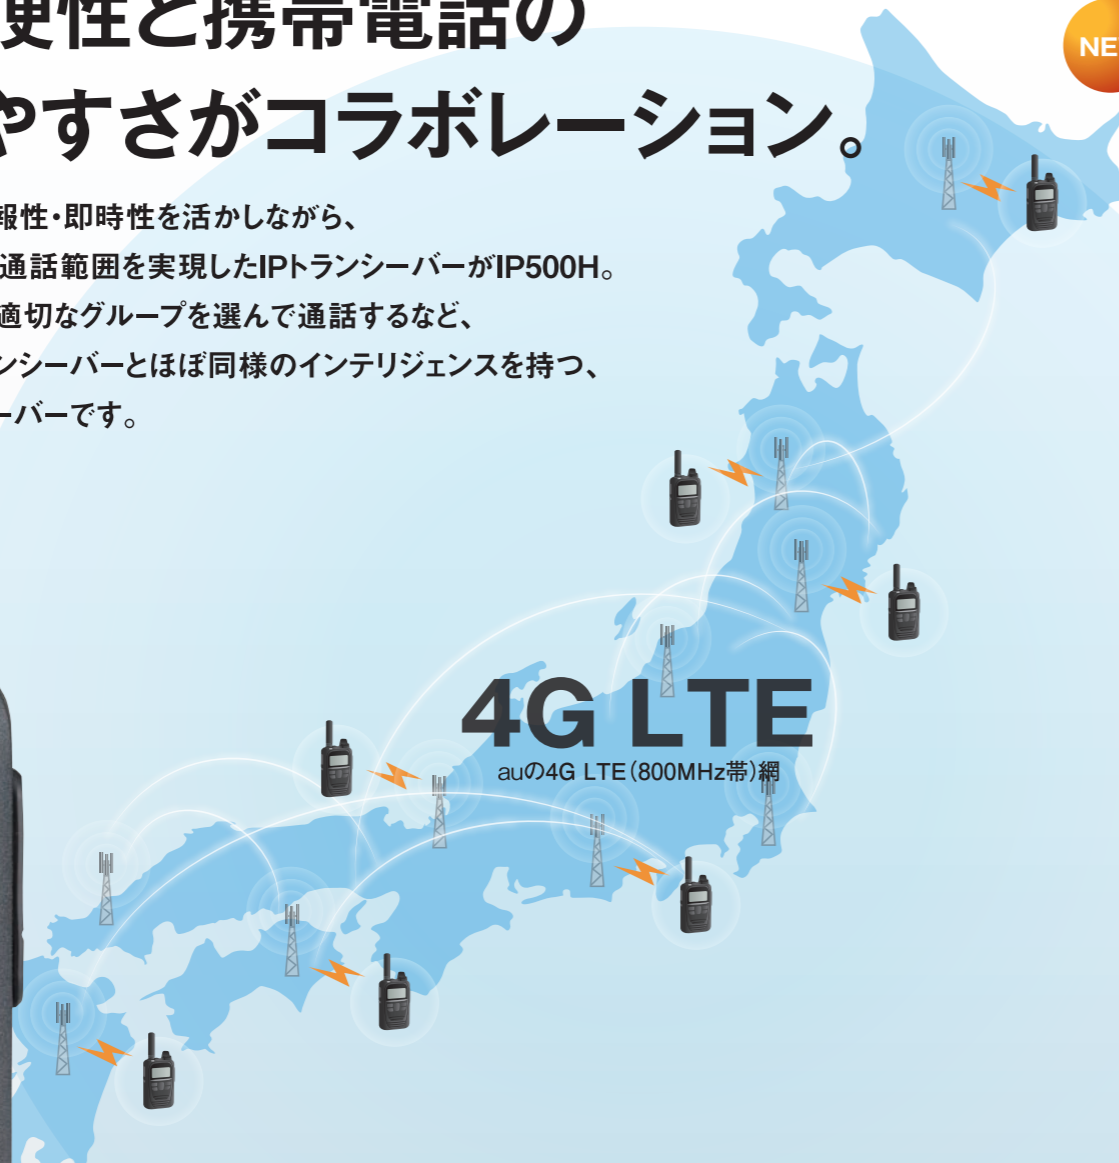 便性と携帯電話の
やすさがコラボレーション。
NE
報性・即時性を活かしながら、
通話範囲を実現したIPトランシーバーがIP500H。
適切なグループを選んで通話するなど、
ンシーバーとほぼ同様のインテリジェンスを持つ、
ーバーです。
4G LTE
auの4G LTE（800MHz帯）網